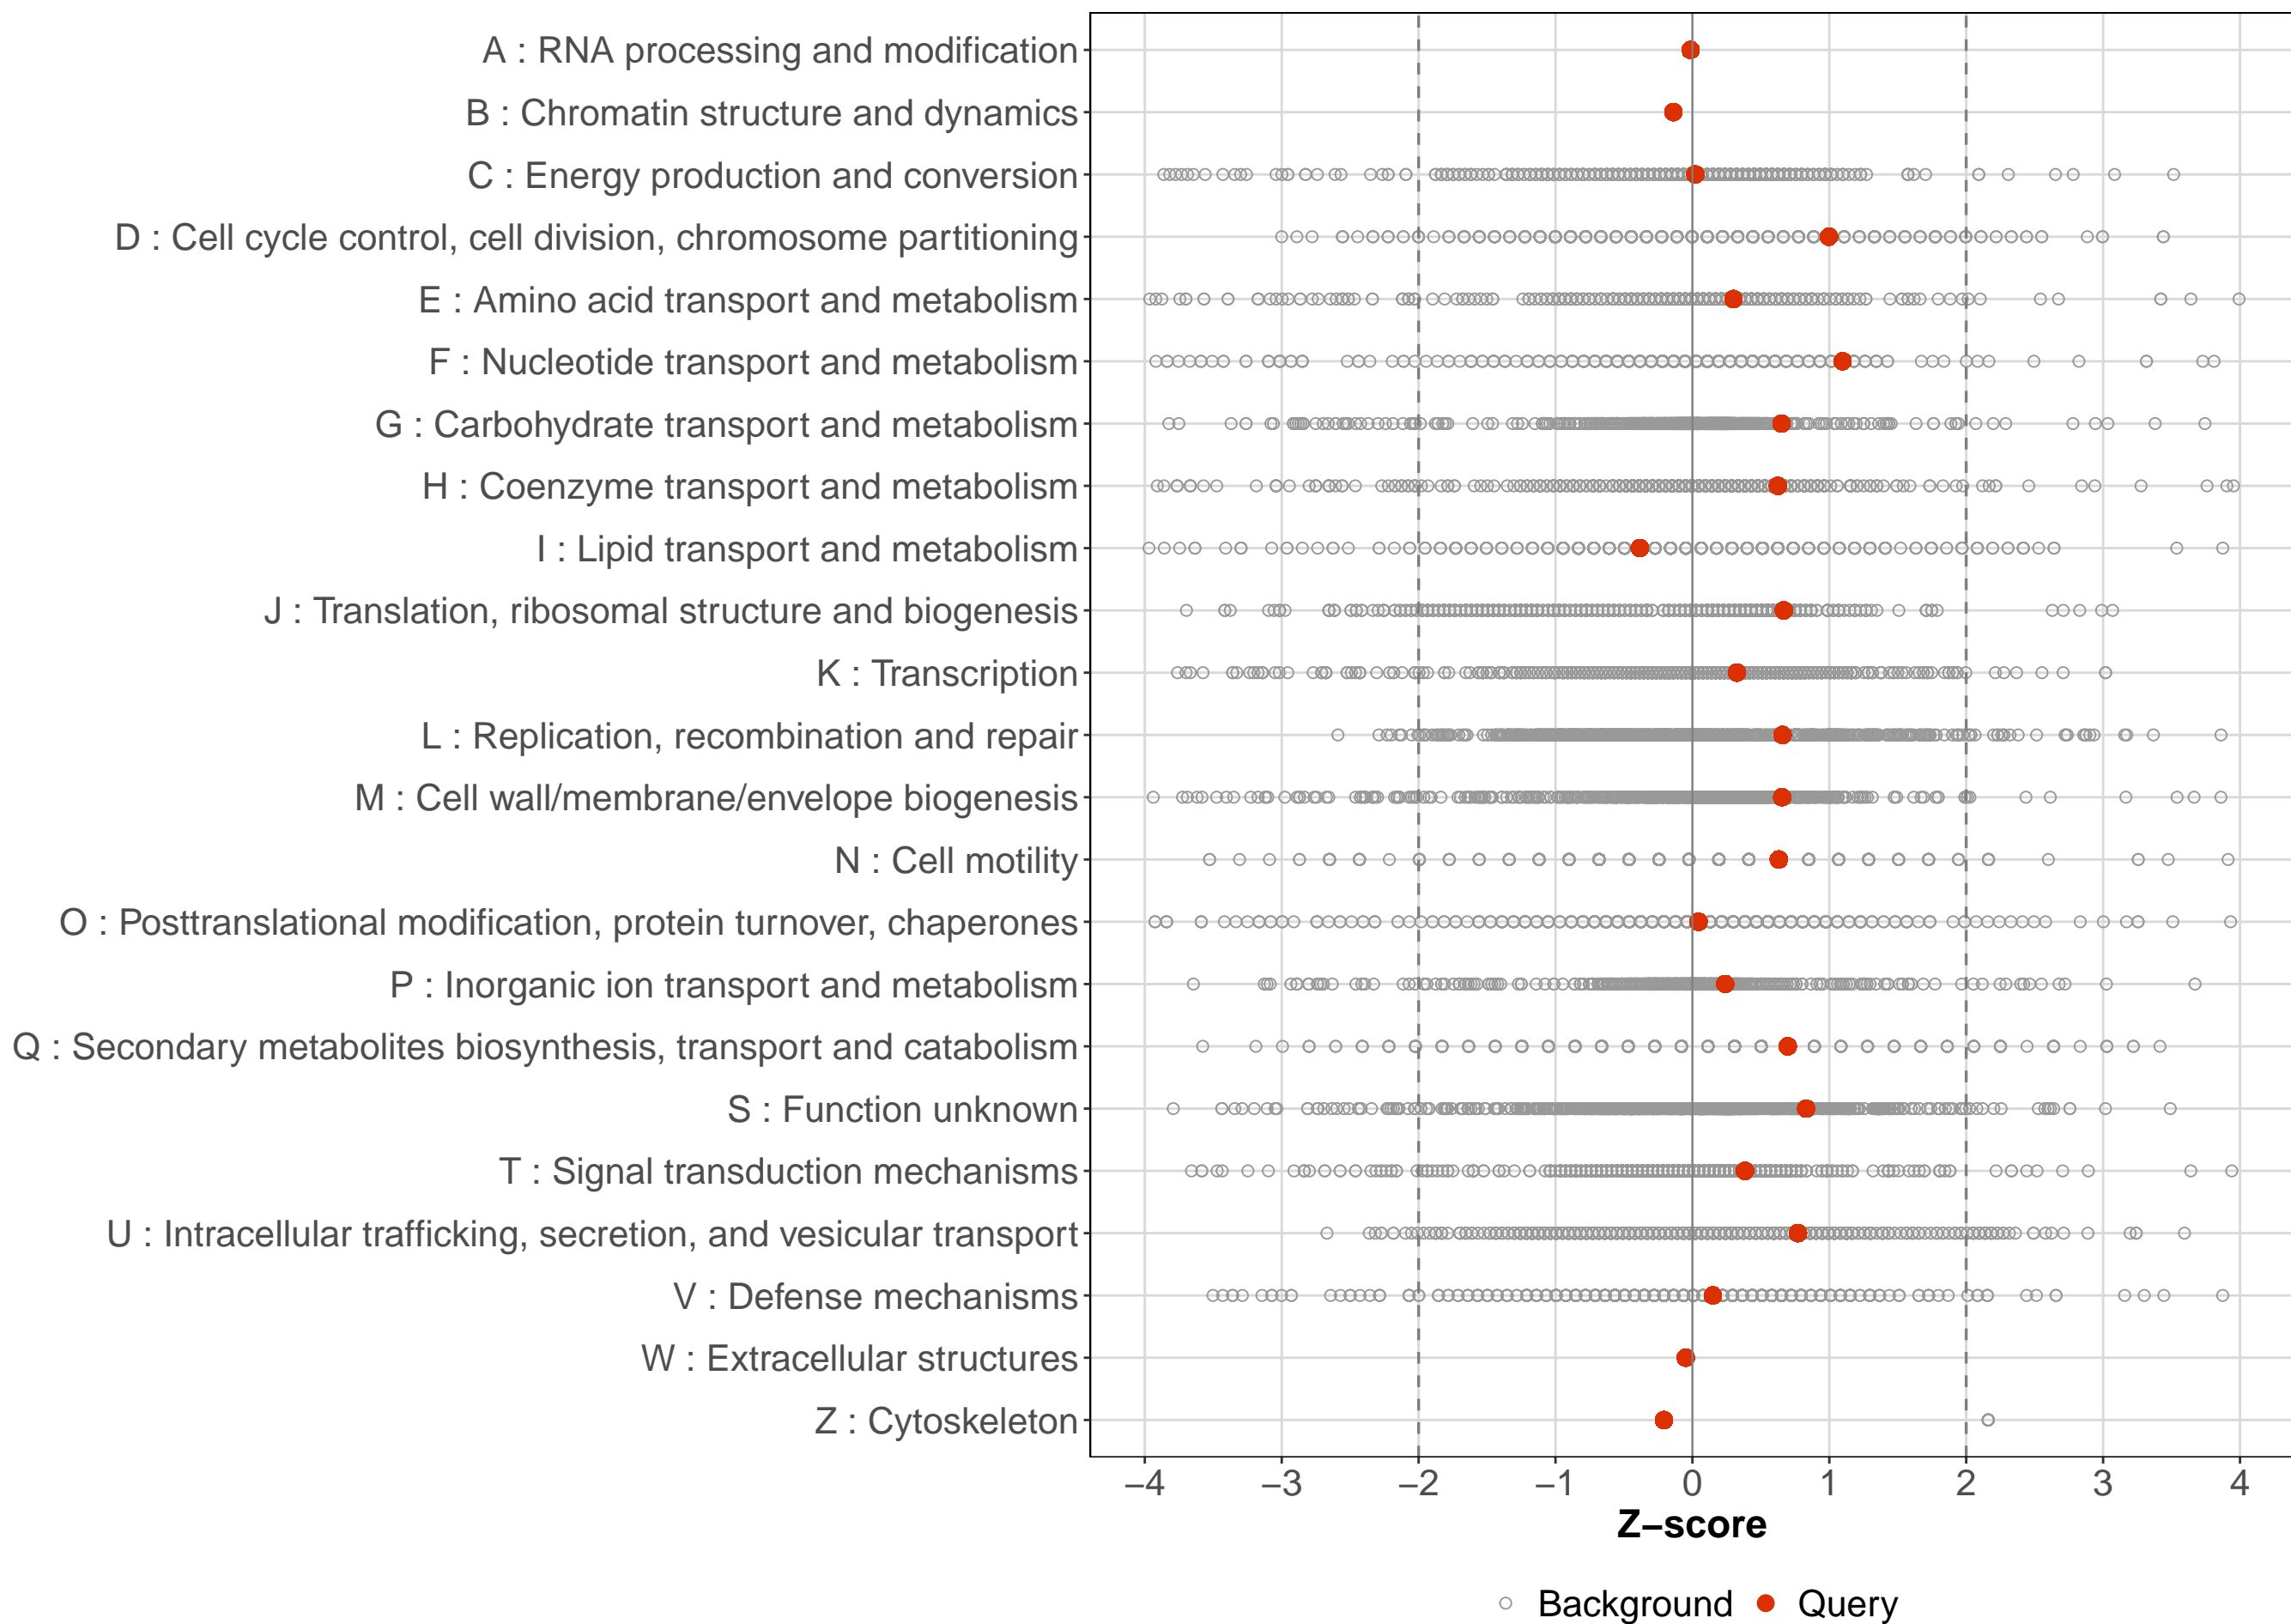 A : RNA processing and modification
B : Chromatin structure and dynamics
C : Energy production and conversion
D : Cell cycle control, cell division, chromosome partitioning
E : Amino acid transport and metabolism
F : Nucleotide transport and metabolism
G : Carbohydrate transport and metabolism
H : Coenzyme transport and metabolism
I : Lipid transport and metabolism
J : Translation, ribosomal structure and biogenesis
K : Transcription
L : Replication, recombination and repair
M : Cell wall/membrane/envelope biogenesis
N : Cell motility
O : Posttranslational modification, protein turnover, chaperones
P : Inorganic ion transport and metabolism
Q : Secondary metabolites biosynthesis, transport and catabolism
S : Function unknown
T : Signal transduction mechanisms
U : Intracellular trafficking, secretion, and vesicular transport
V : Defense mechanisms
W : Extracellular structures
Z : Cytoskeleton
−4 −3 −2 −1 0 1 2 3 4
Z−score
Background Query